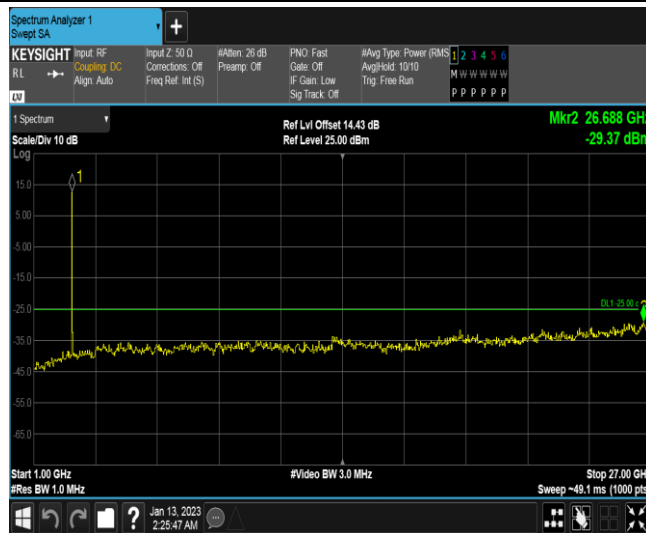 Spectrum Analyzer 1
Swept SA
+
KEYSIGHT
RL
LXI
Input: RF
Coupling: DC
Align: Auto
Input Z: 50 Ω
Corrections: Off
Freq Ref: Int (S)
#Atten: 26 dB
Preamp: Off
PNO: Fast
Gate: Off
IF Gain: Low
Sig Track: Off
#Avg Type: Power (RMS
Avg|Hold: 10/10
Trig: Free Run
1 2 3 4 5 6
M W W W W W
P P P P P P
1 Spectrum
Scale/Div 10 dB
Ref Lvl Offset 14.43 dB
Ref Level 25.00 dBm
Mkr2 26.688 GHz
-29.37 dBm
Log
1
15.0
5.00
-5.00
-15.0
-25.0
-35.0
-45.0
-55.0
-65.0
DL1 -25.00
2
Start 1.00 GHz
#Res BW 1.0 MHz
#Video BW 3.0 MHz
Stop 27.00 GH
Sweep ~49.1 ms (1000 pts
?
Jan 13, 2023
2:25:47 AM